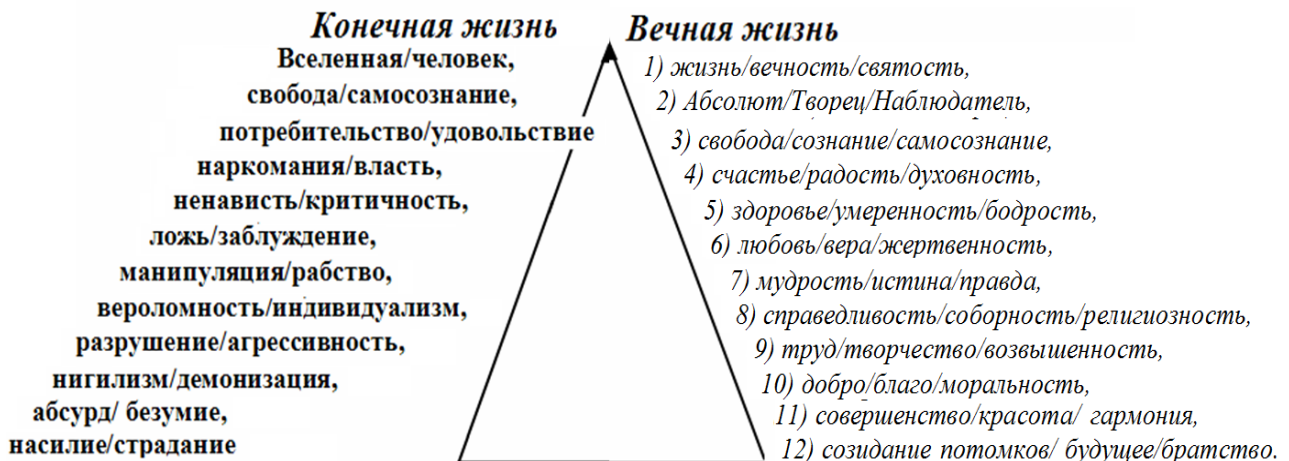 Конечная жизнь
Вселенная/человек,
свобода/самосознание,
потребительство/удовольствие
наркомания/власть,
ненависть/критичность,
ложь/заблуждение,
манипуляция/рабство,
вероломность/индивидуализм,
разрушение/агрессивность,
нигилизм/демонизация,
абсурд/ безумие,
насилие/страдание
Вечная жизнь
1) жизнь/вечность/святость,
2) Абсолют/Творец/Наблюдатель,
3) свобода/сознание/самосознание,
4) счастье/радость/духовность,
5) здоровье/умеренность/бодрость,
6) любовь/вера/жертвенность,
7) мудрость/истина/правда,
8) справедливость/соборность/религиозность,
9) труд/творчество/возвышенность,
10) добро/благо/моральность,
11) совершенство/красота/ гармония,
12) созидание потомков/ будущее/братство.